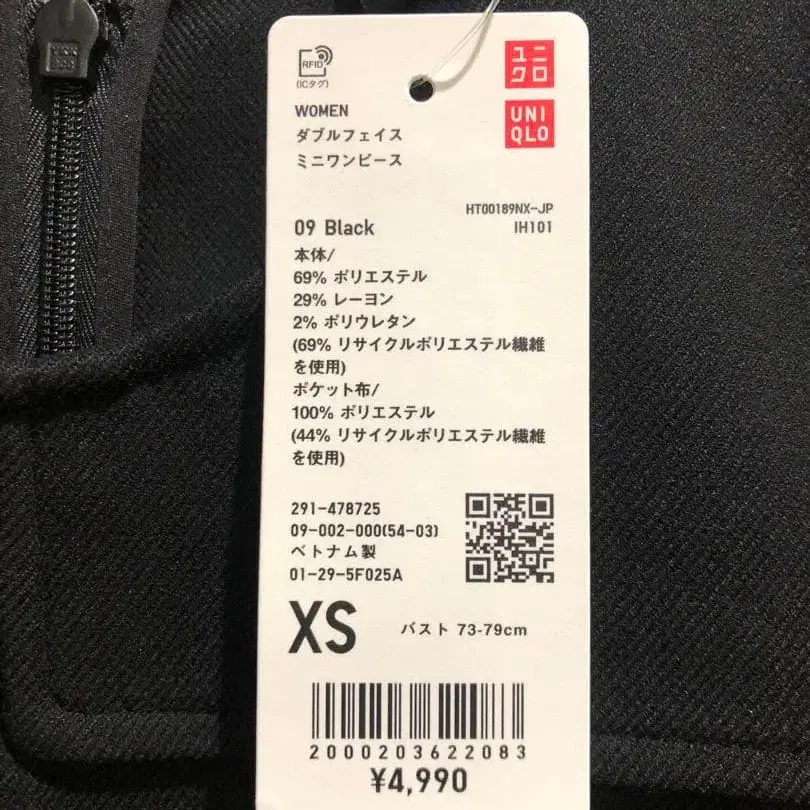 RFID
(ICタグ)
ユニ
クロ
UNI
QLO
WOMEN
ダブルフェイス
ミニワンピース
HT00189NX-JP
09 Black
IH101
本体/
69% ポリエステル
29% レーヨン
2% ポリウレタン
(69% リサイクルポリエステル繊維
を使用)
ポケット布/
100% ポリエステル
(44% リサイクルポリエステル繊維
を使用)
291-478725
09-002-000(54-03)
ベトナム製
01-29-5F025A
XS バスト 73-79cm
2000203622083
¥4,990